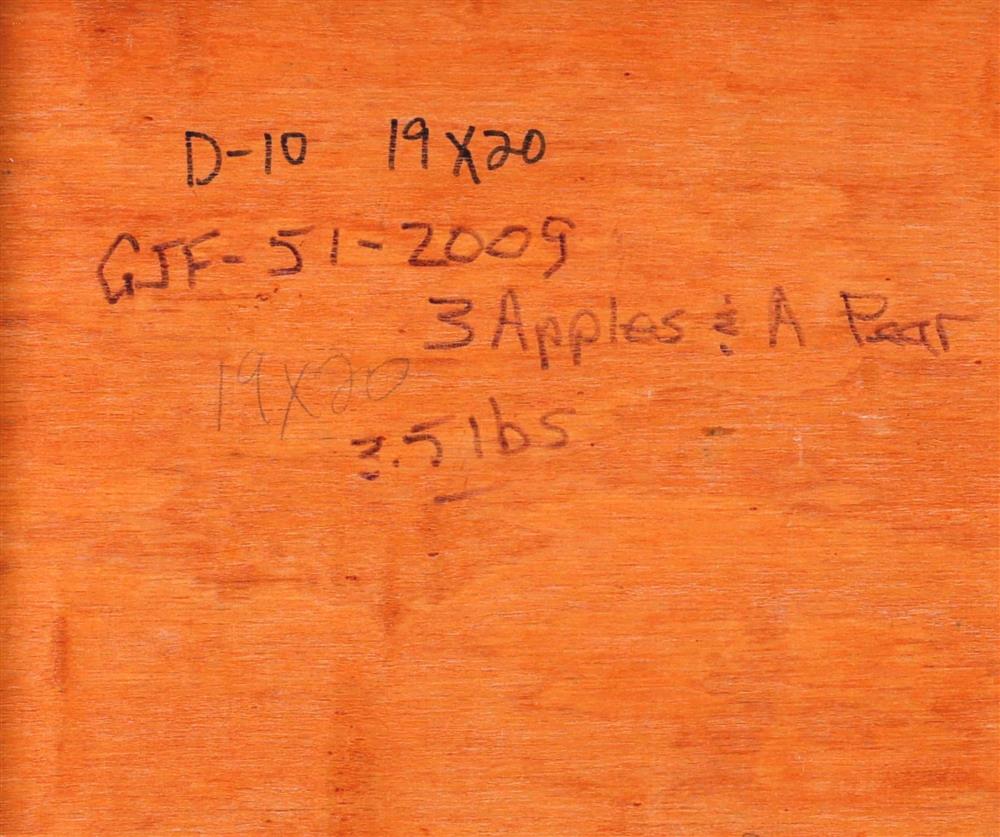 D-10 19X20
GJF-51-2009
3 Apples & A Pear
19X20
3.5 lbs